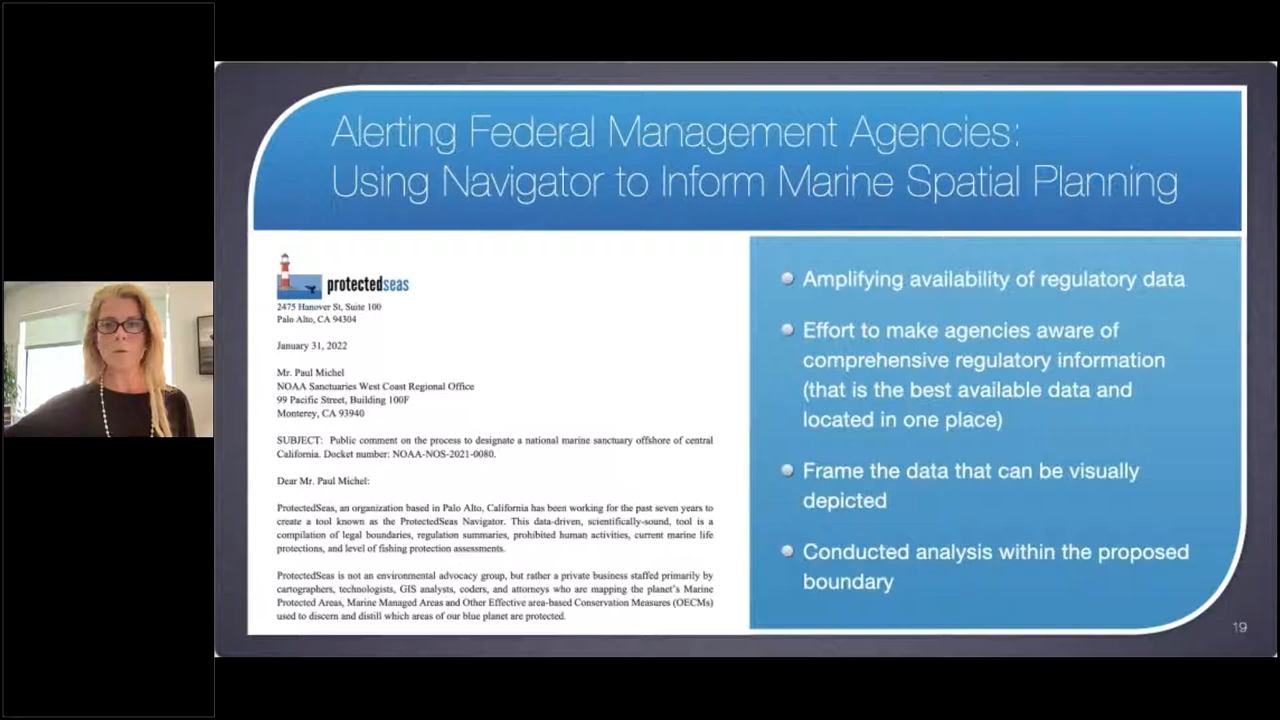 Alerting Federal Management Agencies:
Using Navigator to Inform Marine Spatial Planning
protectedseas
2475 Hanover St, Suite 100
Palo Alto, CA 94304
January 31, 2022
Mr. Paul Michel
NOAA Sanctuaries West Coast Regional Office
99 Pacific Street, Building 100F
Monterey, CA 93940
SUBJECT: Public comment on the process to designate a national marine sanctuary offshore of central
California. Docket number: NOAA-NOS-2021-0080.
Dear Mr. Paul Michel:
ProtectedSeas, an organization based in Palo Alto, California has been working for the past seven years to
create a tool known as the ProtectedSeas Navigator. This data-driven, scientifically-sound, tool is a
compilation of legal boundaries, regulation summaries, prohibited human activities, current marine life
protections, and level of fishing protection assessments.
ProtectedSeas is not an environmental advocacy group, but rather a private business staffed primarily by
cartographers, technologists, GIS analysts, coders, and attorneys who are mapping the planet's Marine
Protected Areas, Marine Managed Areas and Other Effective area-based Conservation Measures (OECMs)
used to discern and distill which areas of our blue planet are protected.
Amplifying availability of regulatory data
Effort to make agencies aware of
comprehensive regulatory information
(that is the best available data and
located in one place)
Frame the data that can be visually
depicted
Conducted analysis within the proposed
boundary
19